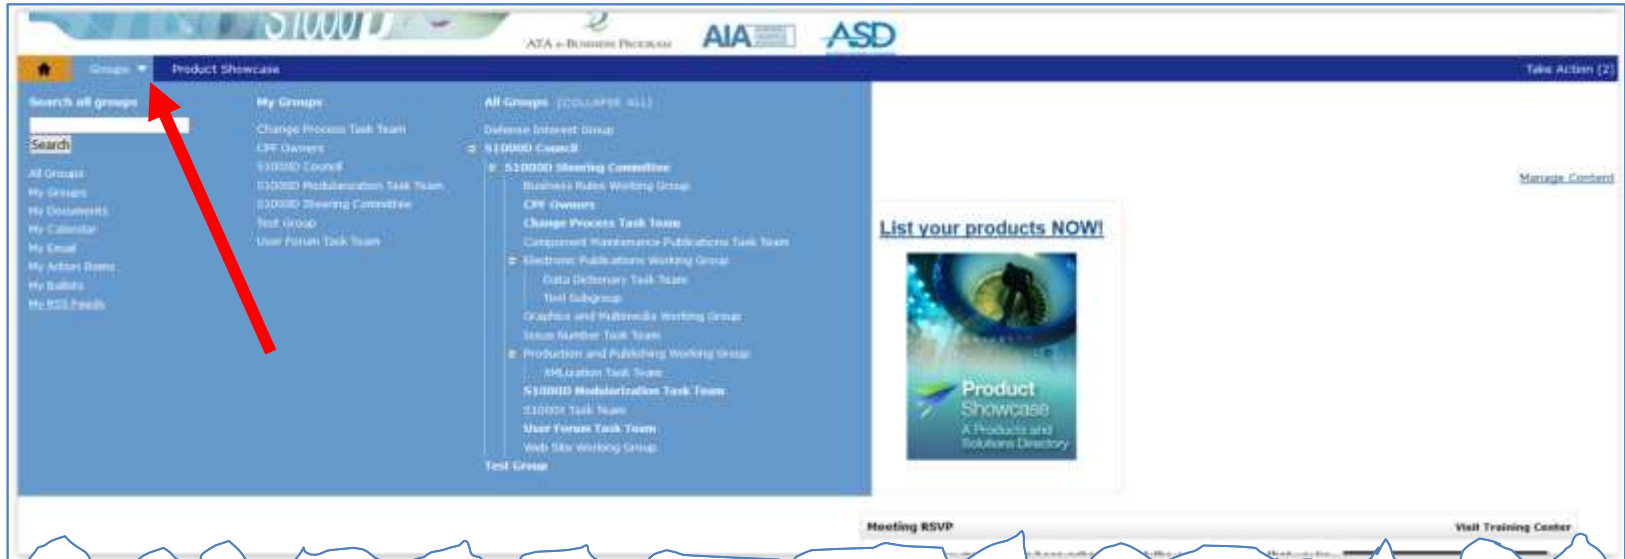 S1000D
ATA e-Business Program
AIA
ASD
Groups
Product Showcase
Take Action (2)
Search all groups
Search
All Groups
My Groups
My Documents
My Calendar
My Email
My Action Items
My Ballots
My RSS Feeds
My Groups
Change Process Task Team
CPF Owners
S1000D Council
S1000D Modularization Task Team
S1000D Steering Committee
Test Group
User Forum Task Team
All Groups [COLLAPSE ALL]
Defense Interest Group
S1000D Council
S1000D Steering Committee
Business Rules Working Group
CPF Owners
Change Process Task Team
Component Maintenance Publications Task Team
Electronic Publications Working Group
Data Dictionary Task Team
Tool Subgroup
Graphics and Multimedia Working Group
Issue Number Task Team
Production and Publishing Working Group
XMLization Task Team
S1000D Modularization Task Team
S1000X Task Team
User Forum Task Team
Web Site Working Group
Test Group
Manage Content
List your products NOW!
Product
Showcase
A Products and
Solutions Directory
Meeting RSVP
Visit Training Center